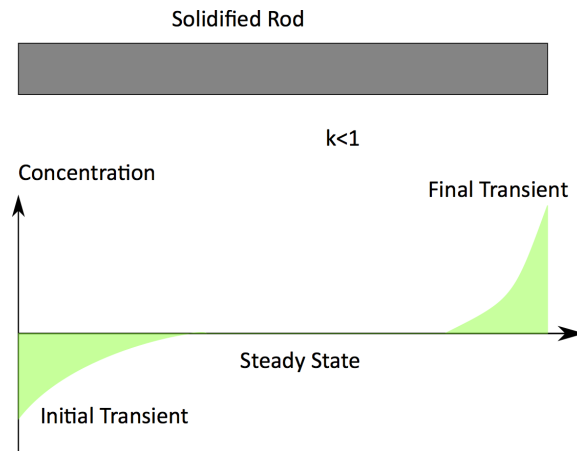 Solidified Rod
k<1
Concentration
Final Transient
Steady State
Initial Transient